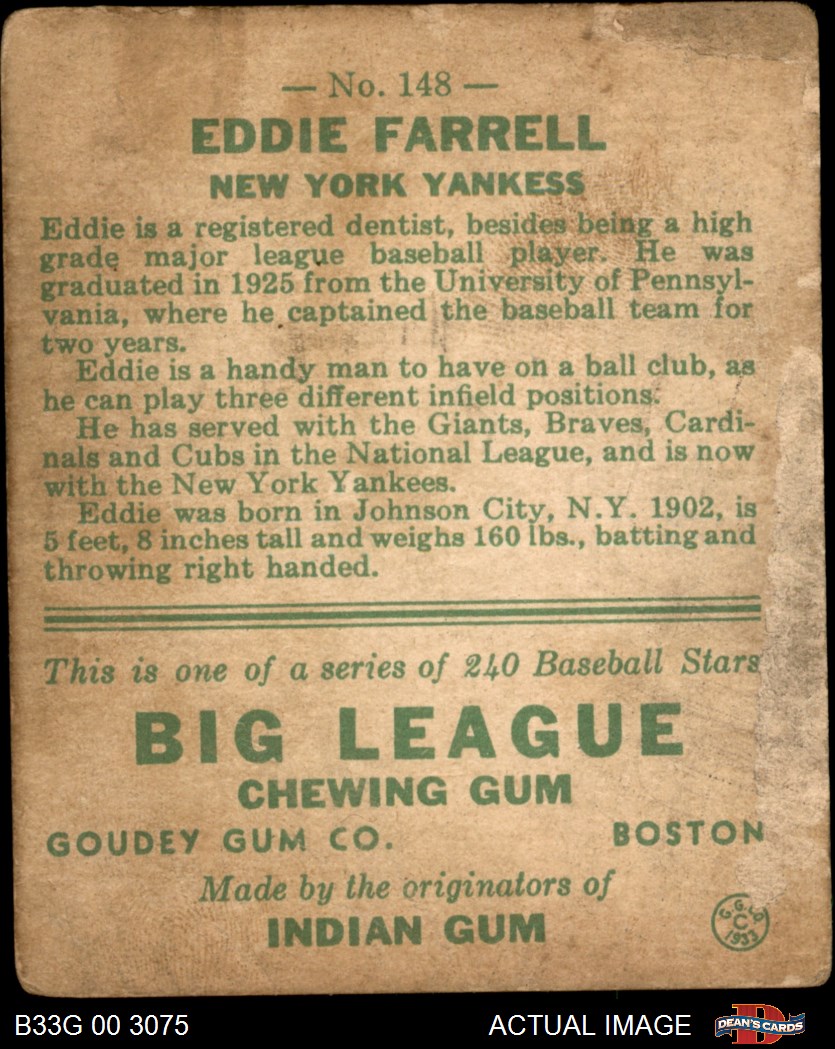 — No. 148 —
EDDIE FARRELL
NEW YORK YANKESS
Eddie is a registered dentist, besides being a high
grade major league baseball player. He was
graduated in 1925 from the University of Pennsyl-
vania, where he captained the baseball team for
two years.
Eddie is a handy man to have on a ball club, as
he can play three different infield positions.
He has served with the Giants, Braves, Cardi-
nals and Cubs in the National League, and is now
with the New York Yankees.
Eddie was born in Johnson City, N.Y. 1902, is
5 feet, 8 inches tall and weighs 160 lbs., batting and
throwing right handed.
This is one of a series of 240 Baseball Stars
BIG LEAGUE
CHEWING GUM
GOUDEY GUM CO. BOSTON
Made by the originators of
INDIAN GUM
G.G.Co.
C
1933
B33G 00 3075 ACTUAL IMAGE D DEAN'S CARDS